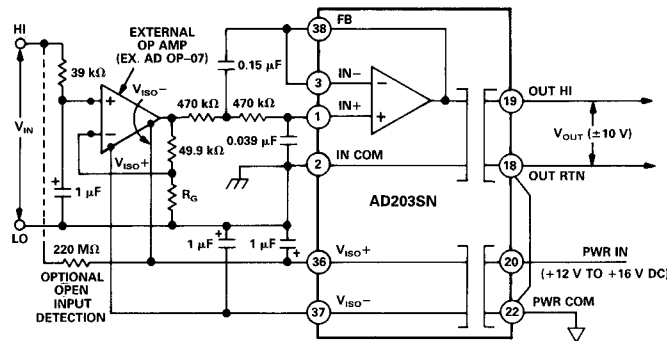 HI
EXTERNAL
OP AMP
(EX. AD OP–07)
39 kΩ
0.15 µF
38
FB
VISO–
+
–
VIN
470 kΩ
470 kΩ
3
IN–
–
1
IN+
+
19
OUT HI
0.039 µF
VOUT (±10 V)
VISO+
49.9 kΩ
2
IN COM
18
OUT RTN
+
1 µF
RG
AD203SN
LO
+
1 µF
1 µF
+
220 MΩ
OPTIONAL
OPEN
INPUT
DETECTION
36
VISO+
20
PWR IN
(+12 V TO +16 V DC)
37
VISO–
22
PWR COM